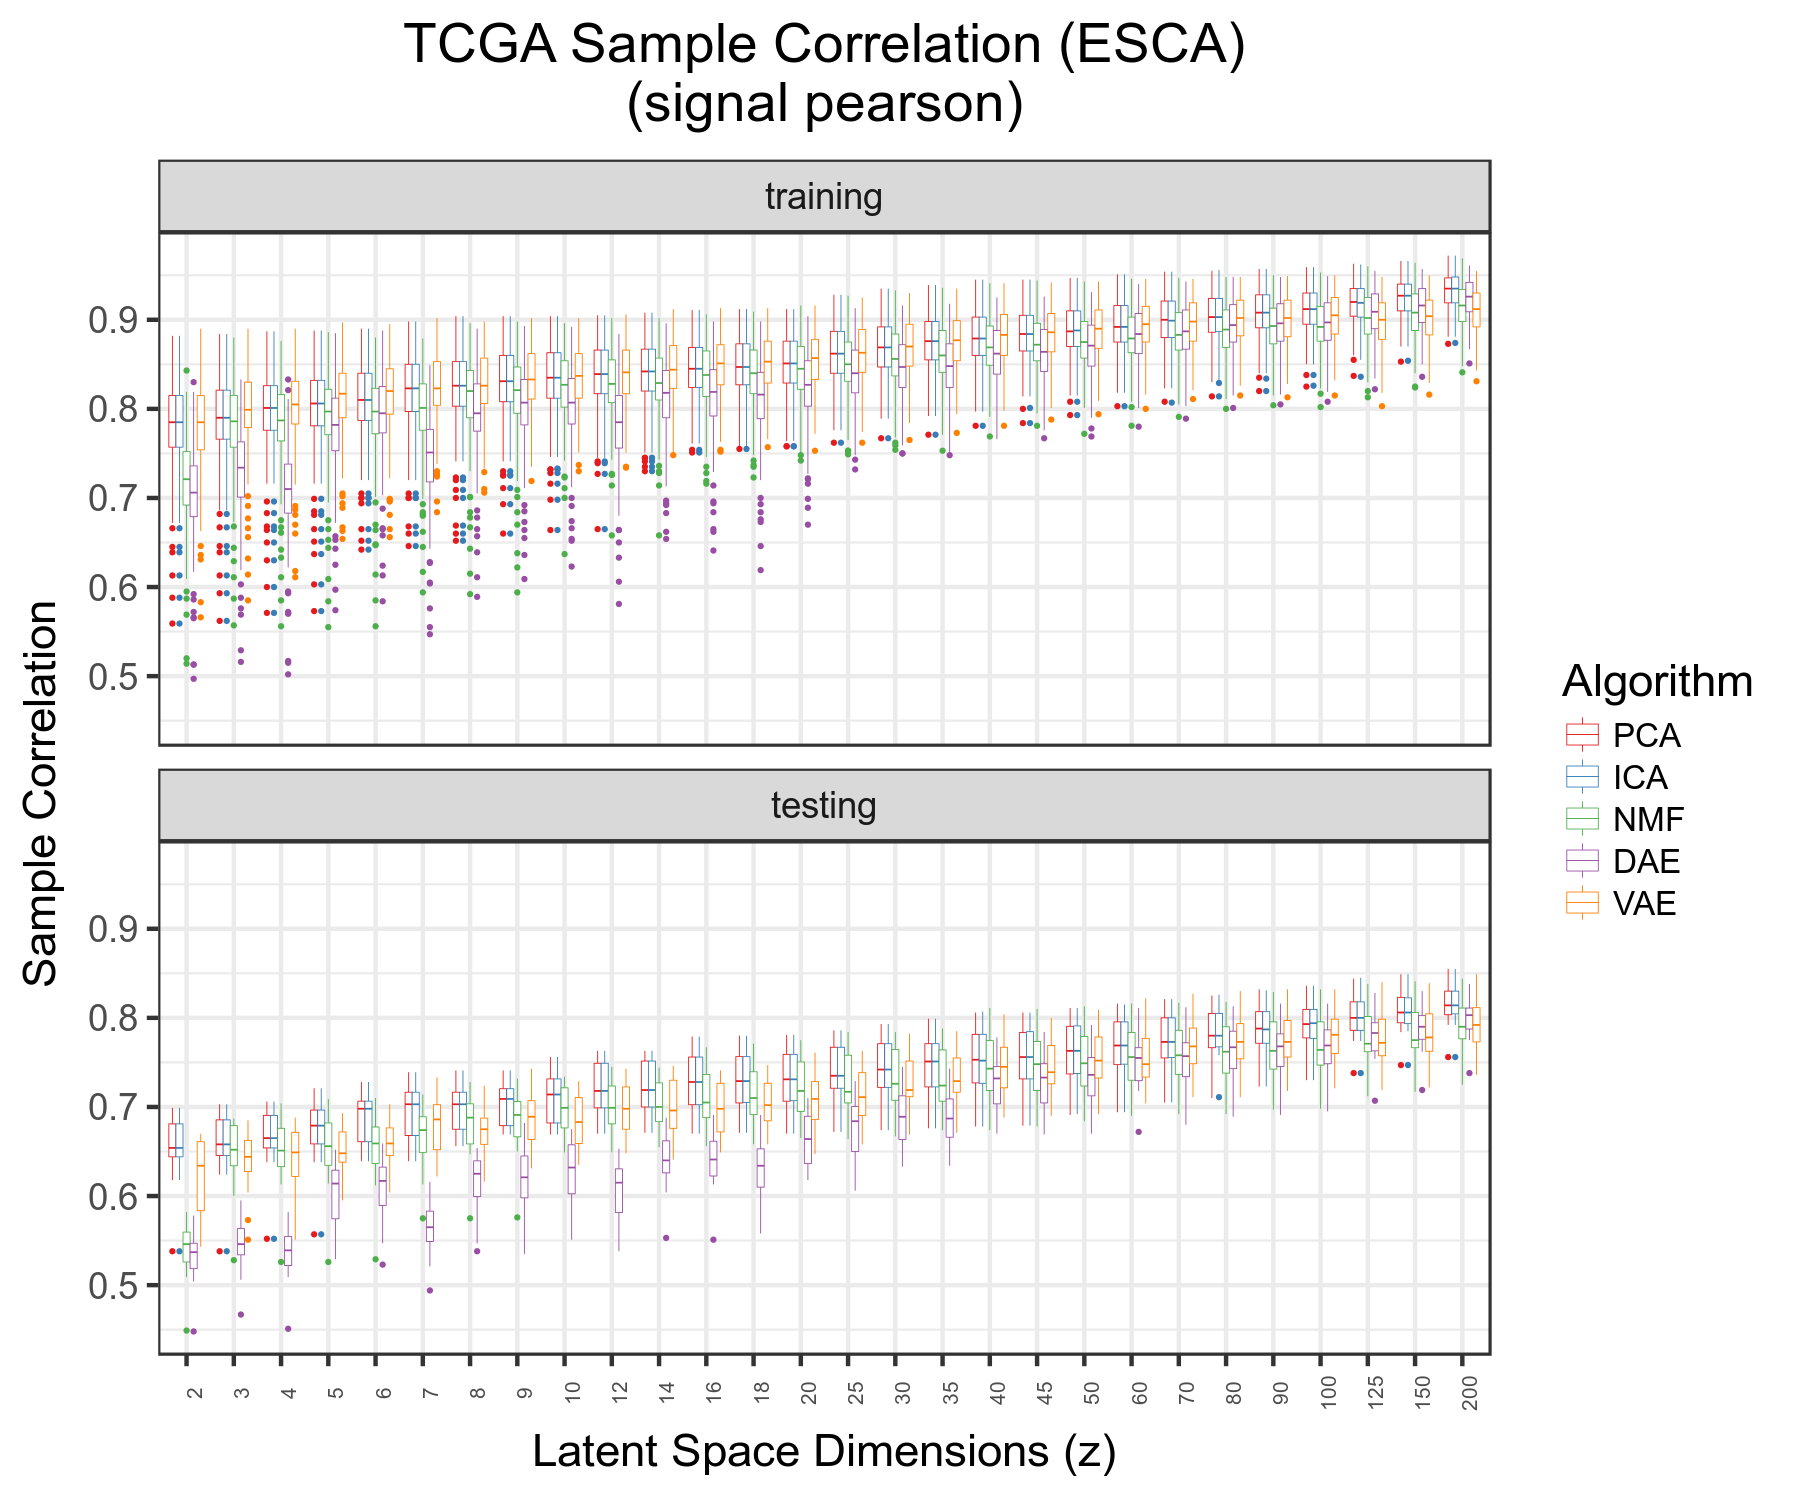 TCGA Sample Correlation (ESCA)
(signal pearson)
training
0.9
0.8
0.7
0.6
0.5
testing
0.9
0.8
0.7
0.6
0.5
Sample Correlation
2 3 4 5 6 7 8 9 10 12 14 16 18 20 25 30 35 40 45 50 60 70 80 90 100 125 150 200
Latent Space Dimensions (z)
Algorithm
PCA
ICA
NMF
DAE
VAE